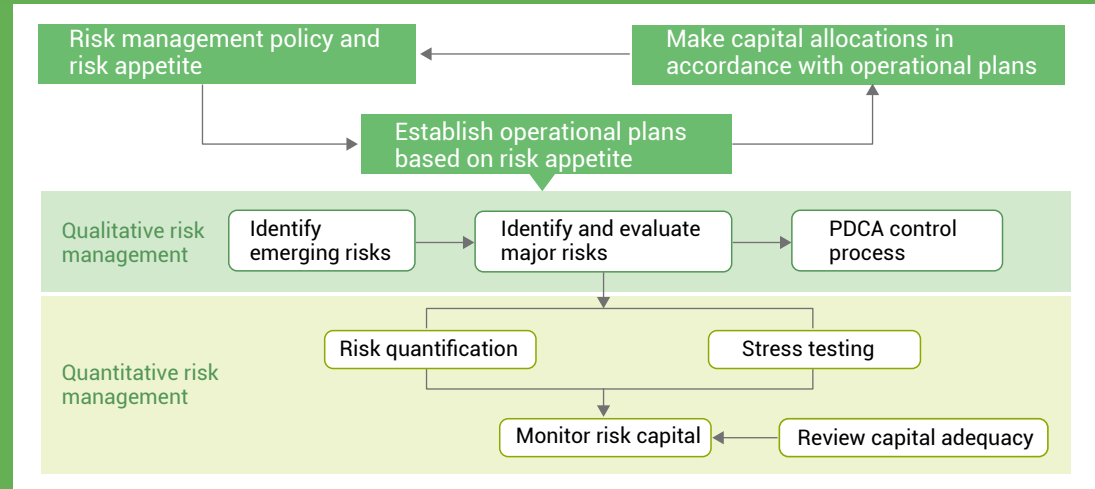 Risk management policy and
risk appetite
Make capital allocations in
accordance with operational plans
Establish operational plans
based on risk appetite
Qualitative risk
management
Identify
emerging risks
Identify and evaluate
major risks
PDCA control
process
Quantitative risk
management
Risk quantification
Stress testing
Monitor risk capital
Review capital adequacy